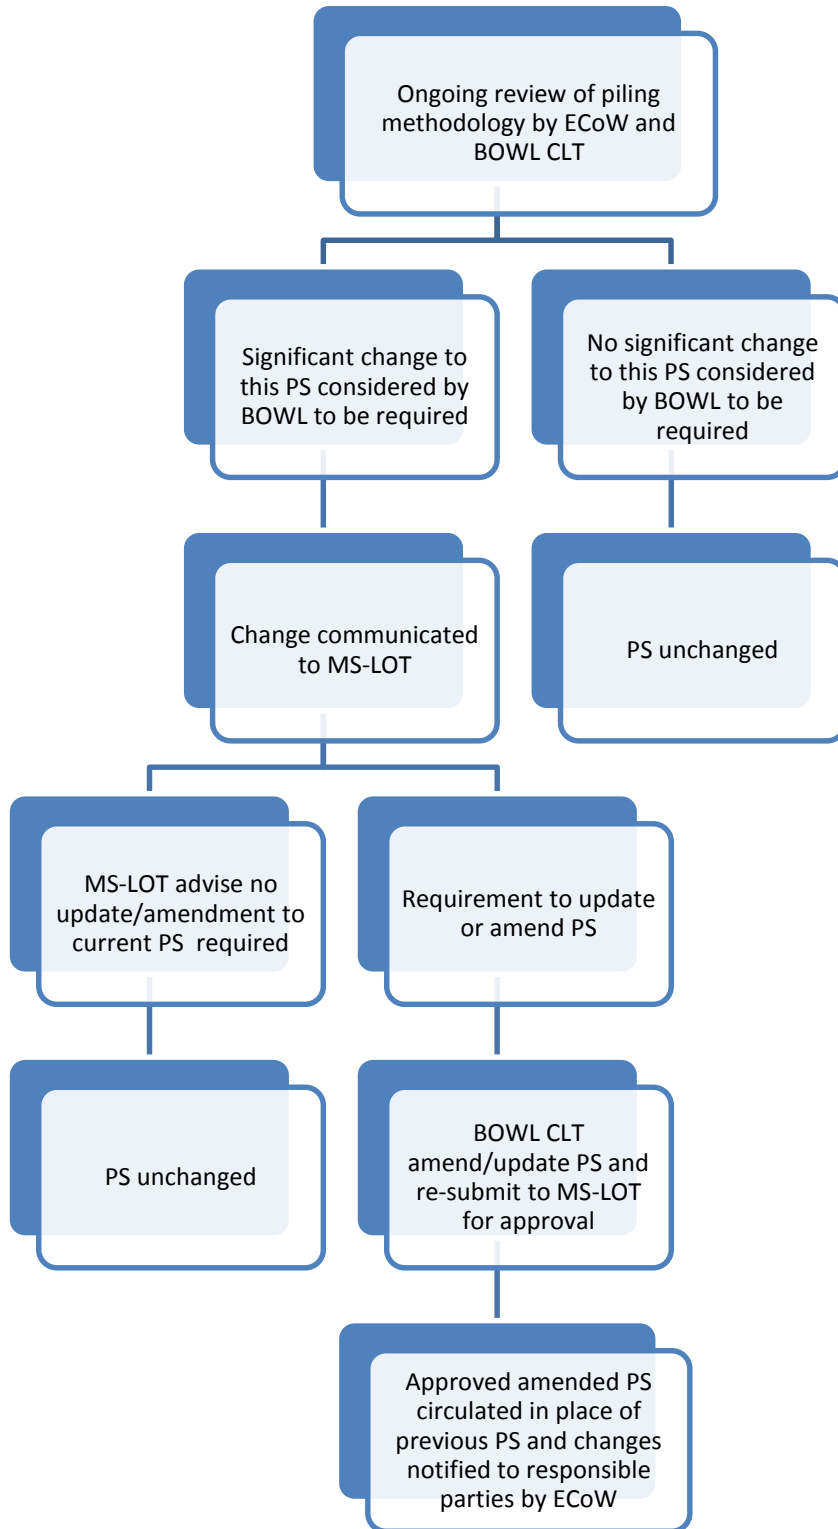 Ongoing review of piling
methodology by ECoW and
BOWL CLT
Significant change to
this PS considered by
BOWL to be required
No significant change
to this PS considered
by BOWL to be
required
Change communicated
to MS-LOT
PS unchanged
MS-LOT advise no
update/amendment to
current PS required
Requirement to update
or amend PS
PS unchanged
BOWL CLT
amend/update PS and
re-submit to MS-LOT
for approval
Approved amended PS
circulated in place of
previous PS and changes
notified to responsible
parties by ECoW